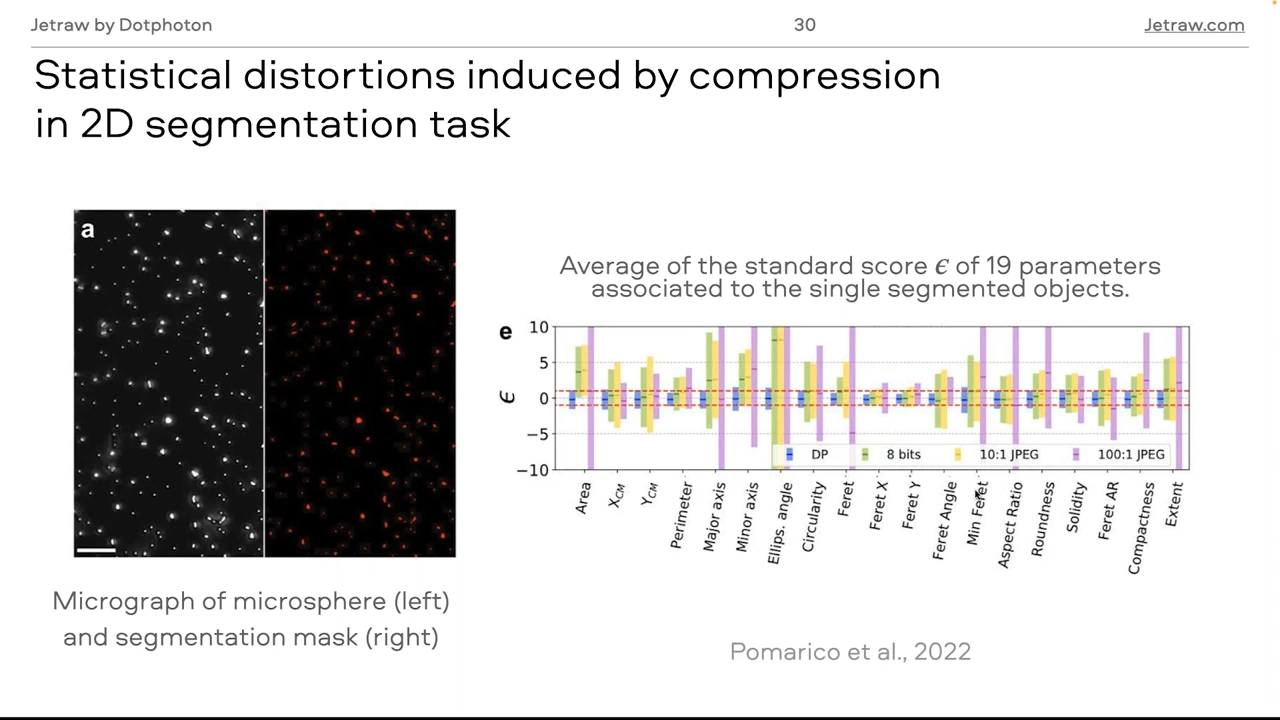 Jetraw by Dotphoton
30
Jetraw.com
Statistical distortions induced by compression
in 2D segmentation task
a
Micrograph of microsphere (left)
and segmentation mask (right)
Average of the standard score ϵ of 19 parameters
associated to the single segmented objects.
e
10
5
0
−5
−10
ϵ
DP
8 bits
10:1 JPEG
100:1 JPEG
Area
XCM
YCM
Perimeter
Major axis
Minor axis
Ellips. angle
Circularity
Feret
Feret X
Feret Y
Feret Angle
Min Feret
Aspect Ratio
Roundness
Solidity
Feret AR
Compactness
Extent
Pomarico et al., 2022